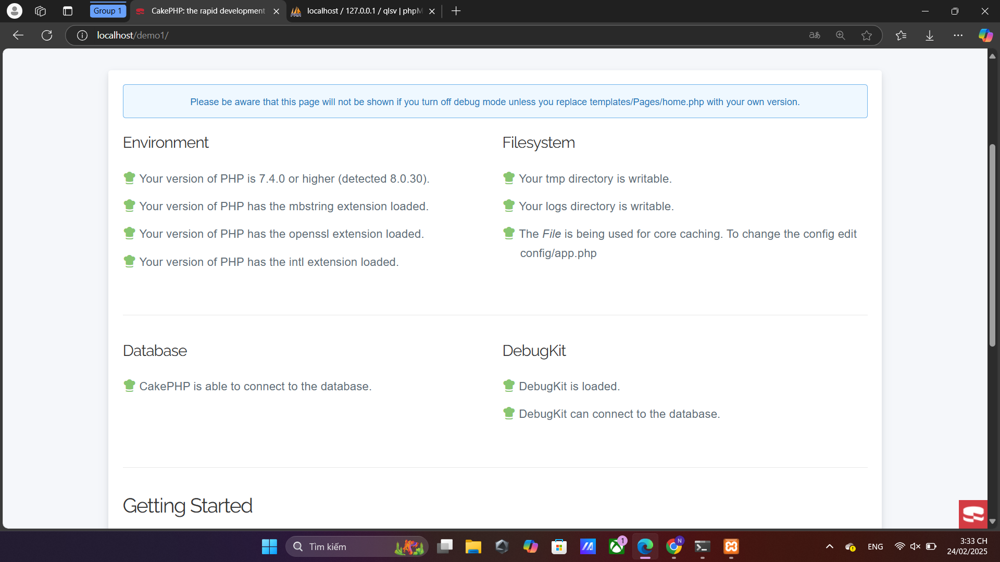 Group 1
CakePHP: the rapid development
localhost / 127.0.0.1 / qlsv | phpM
localhost/demo1/
Please be aware that this page will not be shown if you turn off debug mode unless you replace templates/Pages/home.php with your own version.
Environment
Your version of PHP is 7.4.0 or higher (detected 8.0.30).
Your version of PHP has the mbstring extension loaded.
Your version of PHP has the openssl extension loaded.
Your version of PHP has the intl extension loaded.
Filesystem
Your tmp directory is writable.
Your logs directory is writable.
The File is being used for core caching. To change the config edit
config/app.php
Database
CakePHP is able to connect to the database.
DebugKit
DebugKit is loaded.
DebugKit can connect to the database.
Getting Started
Tìm kiếm
1
N
ENG
3:33 CH
24/02/2025